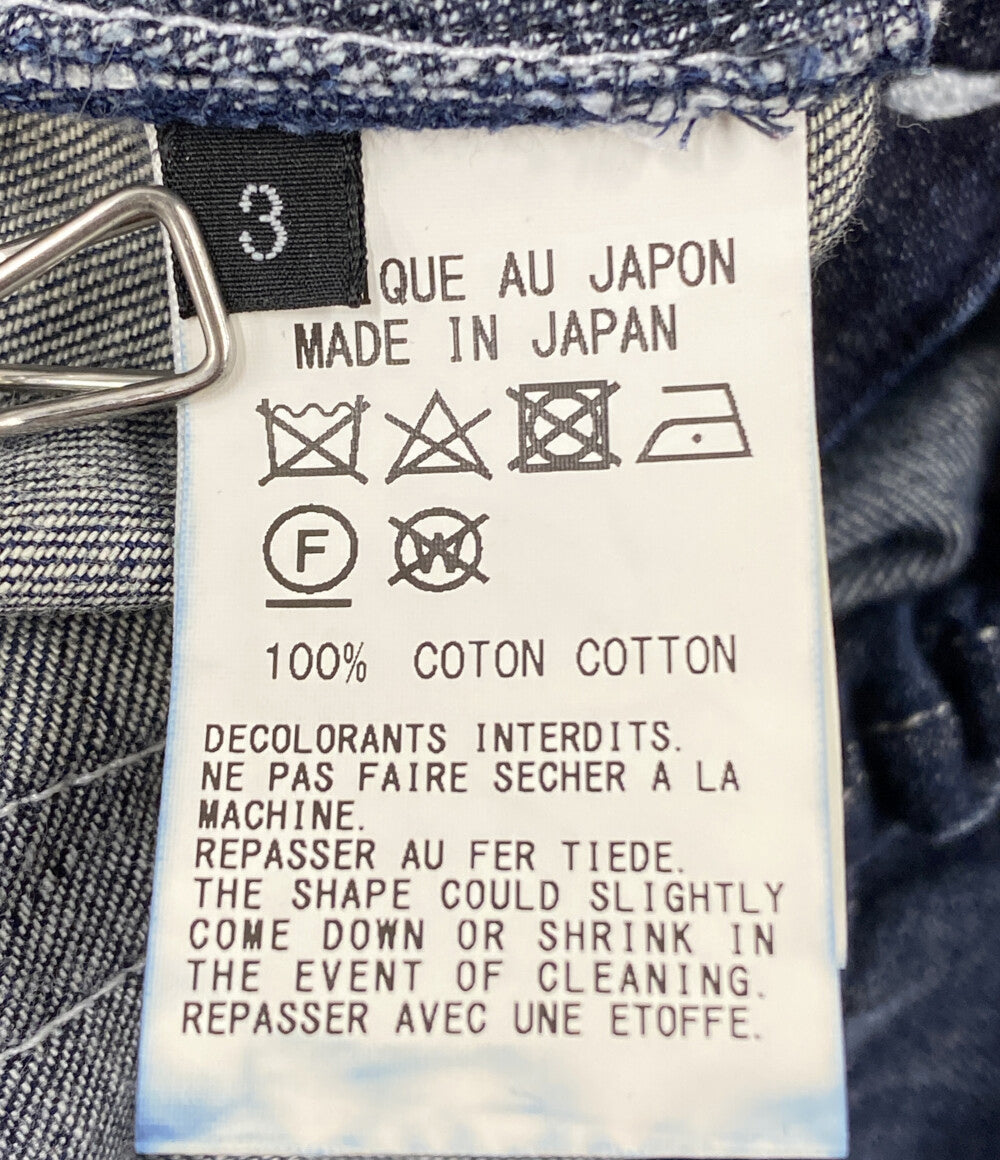 3
QUE AU JAPON
MADE IN JAPAN
F W
100% COTON COTTON
DECOLORANTS INTERDITS.
NE PAS FAIRE SECHER A LA
MACHINE.
REPASSER AU FER TIEDE.
THE SHAPE COULD SLIGHTLY
COME DOWN OR SHRINK IN
THE EVENT OF CLEANING.
REPASSER AVEC UNE ETOFFE.